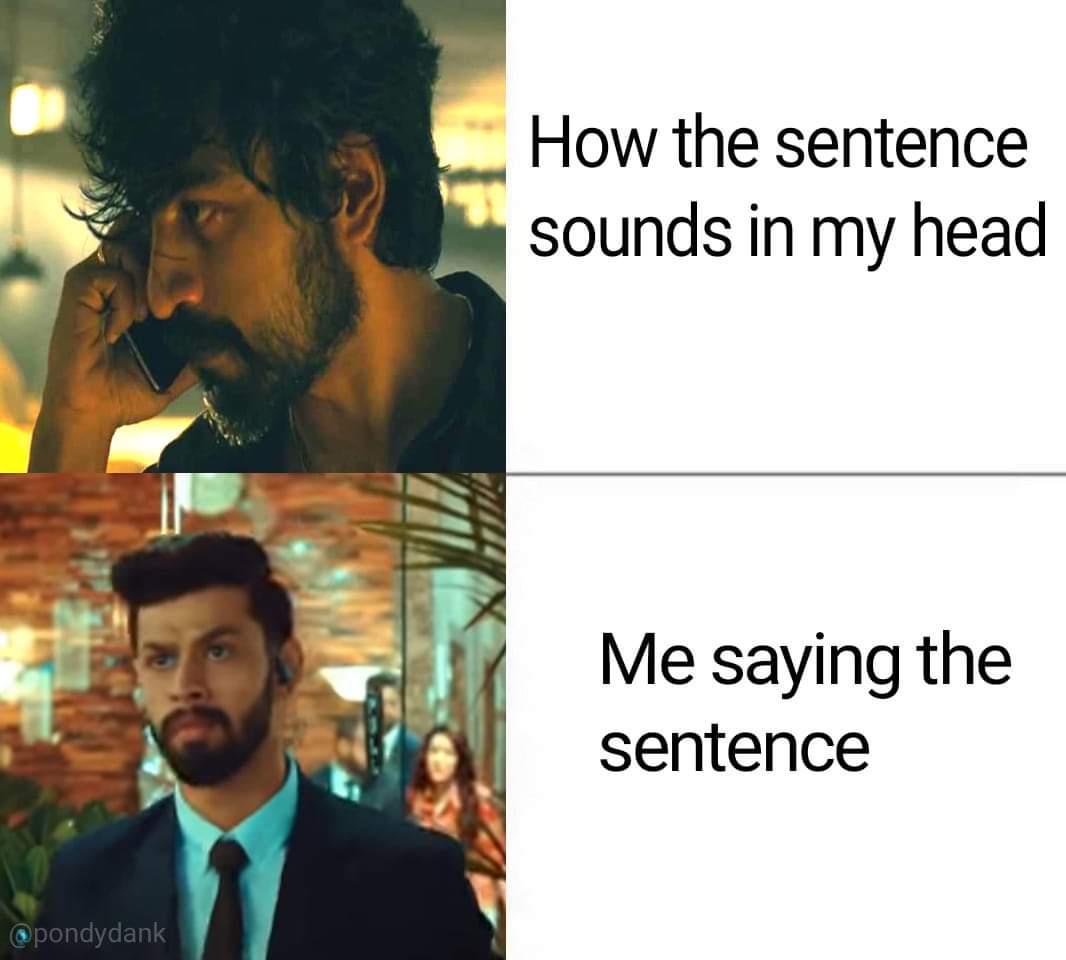 How the sentence
sounds in my head
Me saying the
sentence
@pondydank